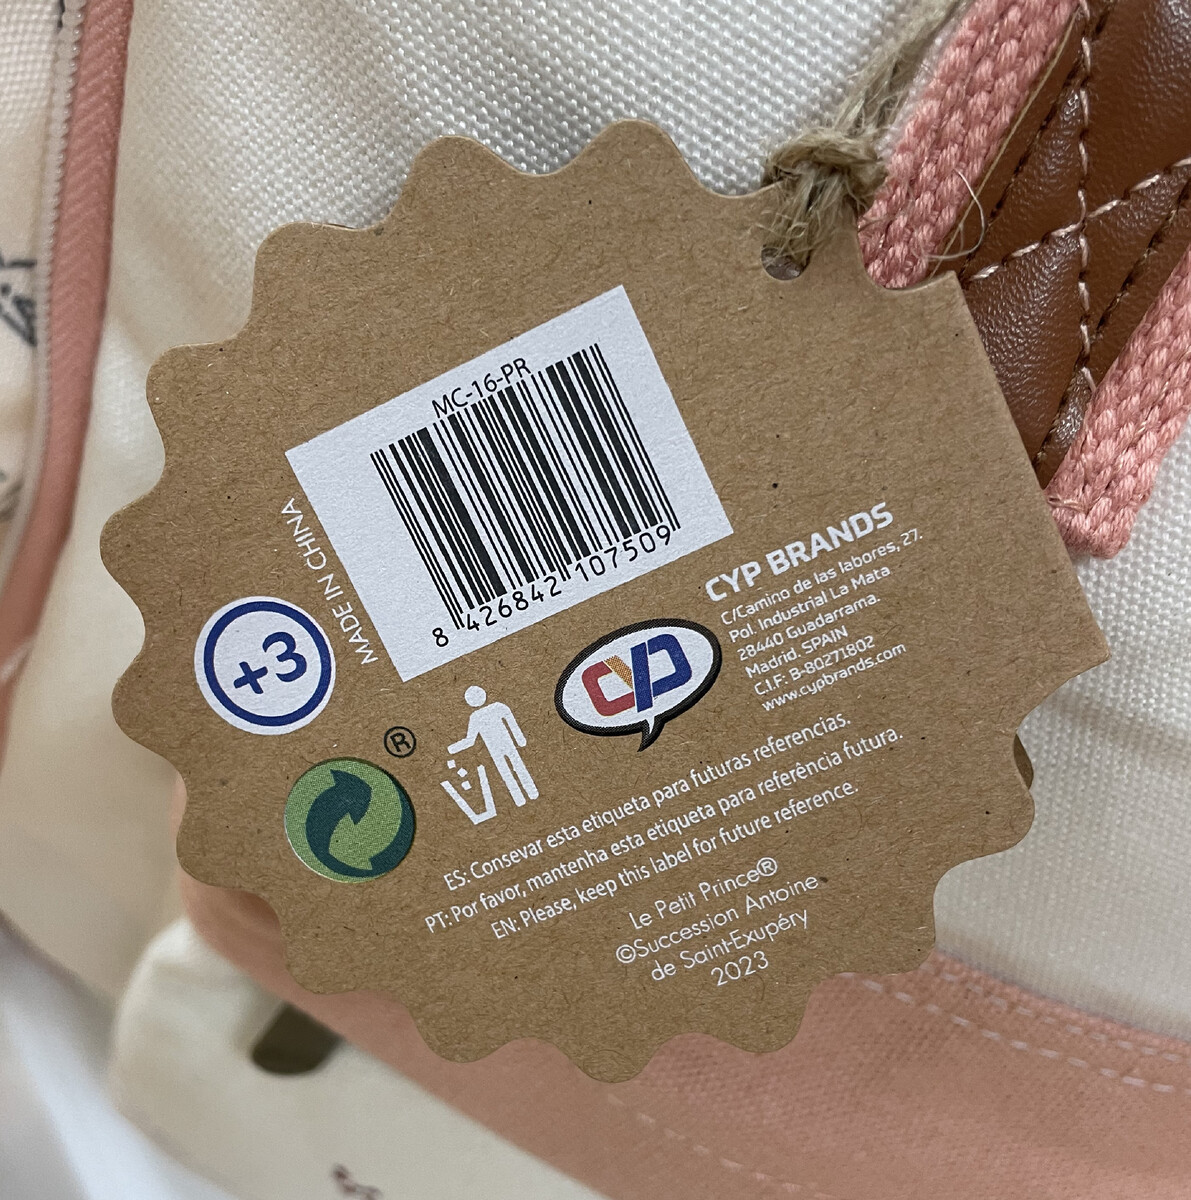 MC-16-PR
8 426842 107509
MADE IN CHINA
+3
®
CYP BRANDS
C/Camino de las labores, 27.
Pol. Industrial La Mata
28440 Guadarrama.
Madrid. SPAIN
C.I.F: B-80271802
www.cypbrands.com
CYP
ES: Consevar esta etiqueta para futuras referencias.
PT: Por favor, mantenha esta etiqueta para referência futura.
EN: Please, keep this label for future reference.
Le Petit Prince®
©Succession Antoine
de Saint-Exupéry
2023